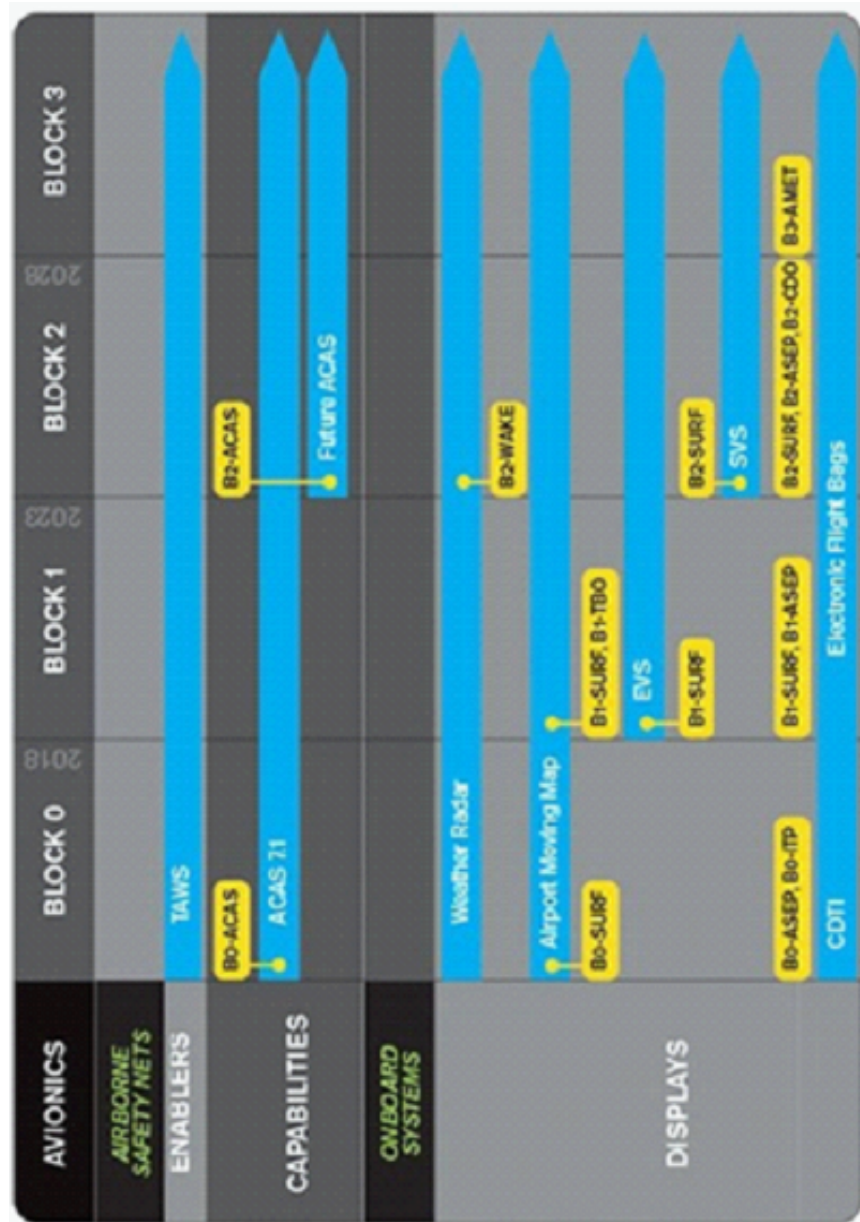 AVIONICS
BLOCK 0
2018
BLOCK 1
2023
BLOCK 2
2028
BLOCK 3
AIRBORNE
SAFETY NETS
ENABLERS
TAWS
CAPABILITIES
B0-ACAS
B2-ACAS
ACAS 7.1
Future ACAS
ONBOARD
SYSTEMS
DISPLAYS
Weather Radar
B2-WAKE
Airport Moving Map
B0-SURF
B1-SURF, B1-TBO
EVS
B1-SURF
B2-SURF
SVS
B0-ASEP, B0-ITP
B1-SURF, B1-ASEP
B2-SURF, B2-ASEP, B2-CDO
B3-AMET
CDTI
Electronic Flight Bags